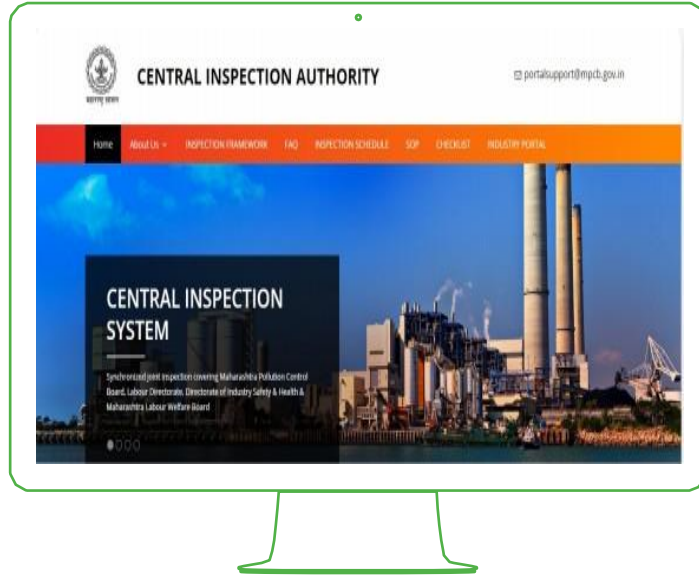 CENTRAL INSPECTION AUTHORITY
portalsupport@mpcb.gov.in
महाराष्ट्र शासन
Home About Us INSPECTION FRAMEWORK FAQ INSPECTION SCHEDULE SOP CHECKLIST INDUSTRY PORTAL
CENTRAL INSPECTION
SYSTEM
Synchronized joint inspection covering Maharashtra Pollution Control
Board, Labour Directorate, Directorate of Industry Safety & Health &
Maharashtra Labour Welfare Board